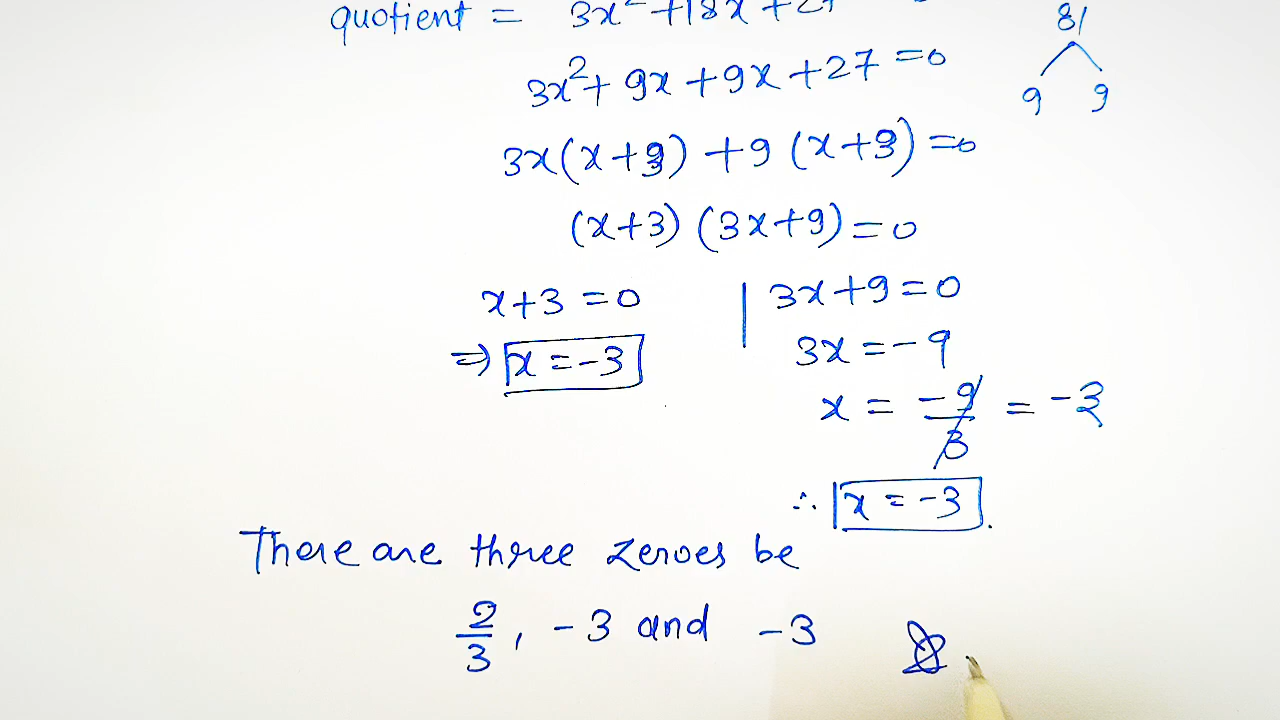 quotient = 3x² + 18x + 27
81
3x² + 9x + 9x + 27 = 0
9 9
3x(x+3) + 9(x+3) = 0
(x+3) (3x+9) = 0
x+3 = 0 | 3x+9 = 0
⇒ x = -3
3x = -9
x = -9/3 = -3
∴ x = -3.
There are three zeroes be
2/3, -3 and -3